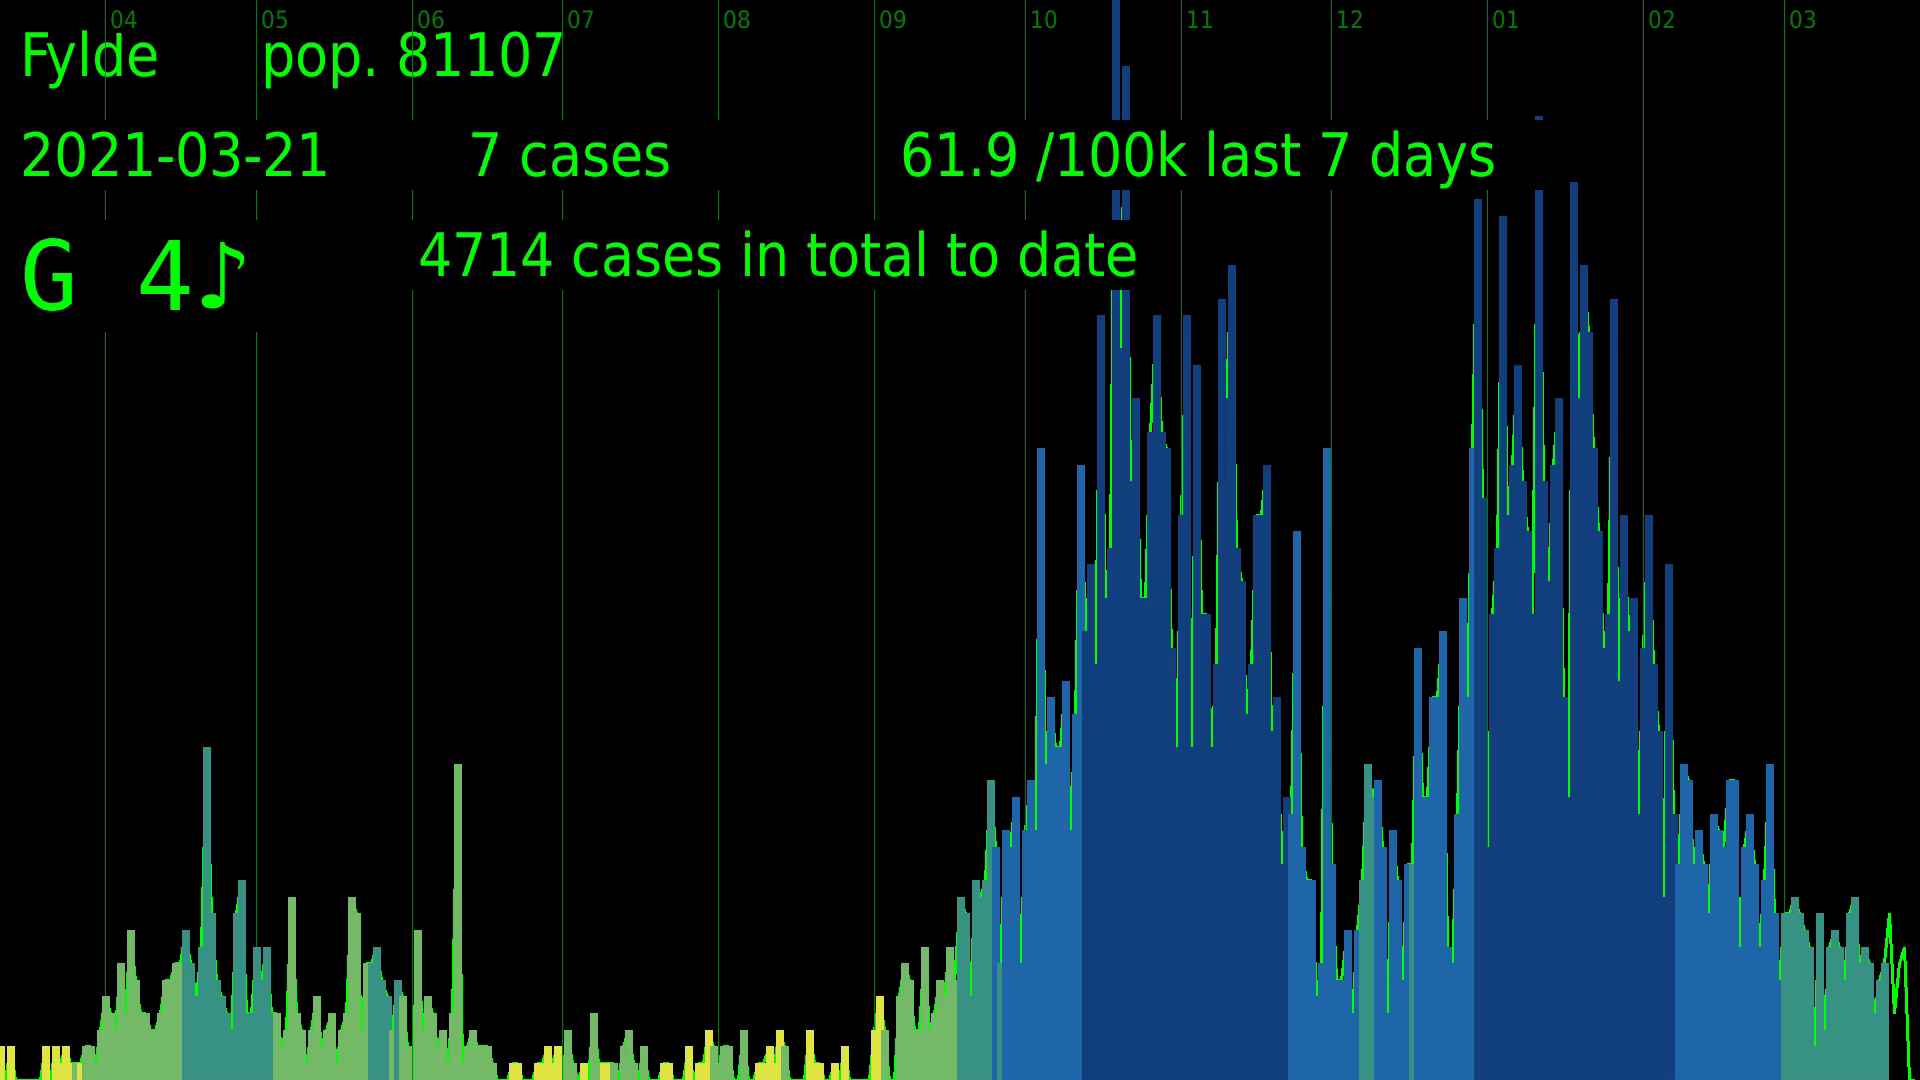 04 05 06 07 08 09 10 11 12 01 02 03
Fylde pop. 81107
2021-03-21 7 cases 61.9 /100k last 7 days
G 4♪ 4714 cases in total to date